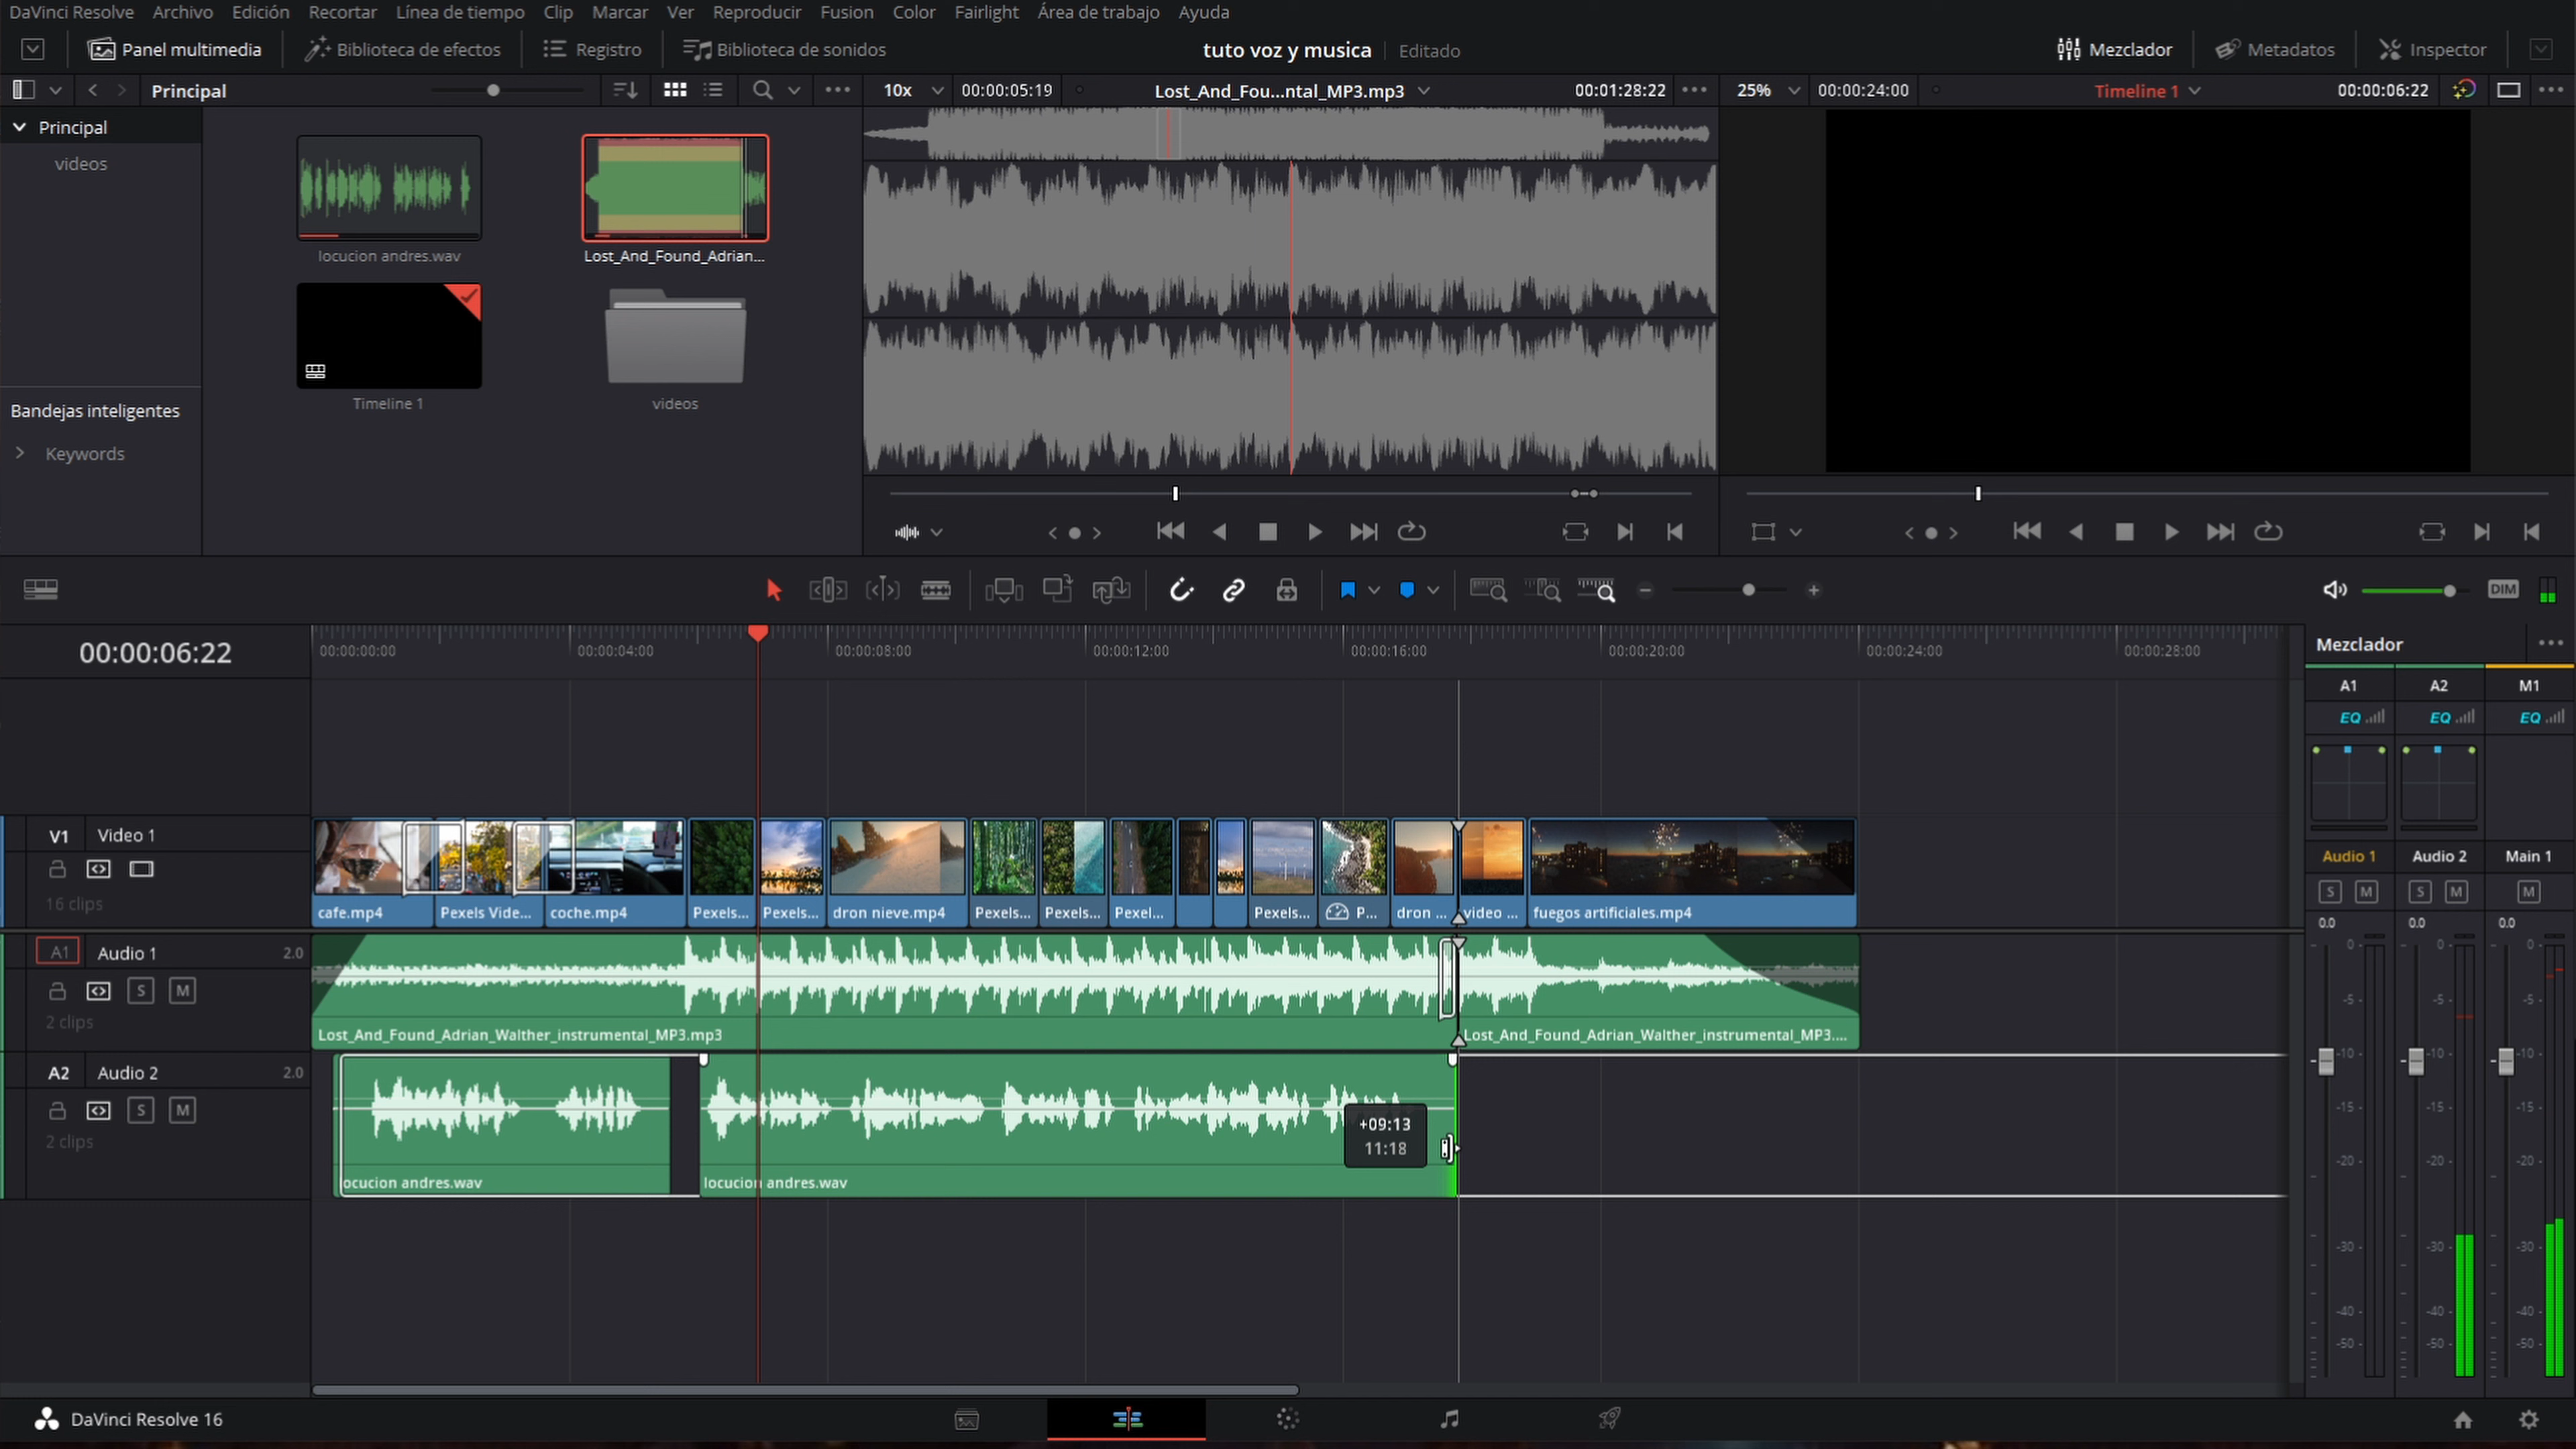 DaVinci Resolve Archivo Edición Recortar Línea de tiempo Clip Marcar Ver Reproducir Fusion Color Fairlight Área de trabajo Ayuda
Panel multimedia Biblioteca de efectos Registro Biblioteca de sonidos tuto voz y musica Editado Mezclador Metadatos Inspector
Principal 10x 00:00:05:19 Lost_And_Fou...ntal_MP3.mp3 00:01:28:22 25% 00:00:24:00 Timeline 1 00:00:06:22
Principal
videos
locucion andres.wav Lost_And_Found_Adrian...
Timeline 1 videos
Bandejas inteligentes
Keywords
DIM
00:00:06:22 00:00:00:00 00:00:04:00 00:00:08:00 00:00:12:00 00:00:16:00 00:00:20:00 00:00:24:00 00:00:28:00
Mezclador
A1 A2 M1
EQ EQ EQ
V1 Video 1
16 clips
cafe.mp4 Pexels Vide... coche.mp4 Pexels... Pexels... dron nieve.mp4 Pexels... Pexels... Pexel... Pexels... P... dron ... video ... fuegos artificiales.mp4
Audio 1 Audio 2 Main 1
S M S M M
0.0 0.0 0.0
A1 Audio 1 2.0
S M
2 clips
Lost_And_Found_Adrian_Walther_instrumental_MP3.mp3 Lost_And_Found_Adrian_Walther_instrumental_MP3....
A2 Audio 2 2.0
S M
2 clips
+09:13
11:18
ocucion andres.wav locucion andres.wav
0- 0- 0-
-5- -5- -5-
-10- -10- -10-
-15- -15- -15-
-20- -20- -20-
-30- -30- -30-
-40- -40- -40-
-50- -50- -50-
DaVinci Resolve 16